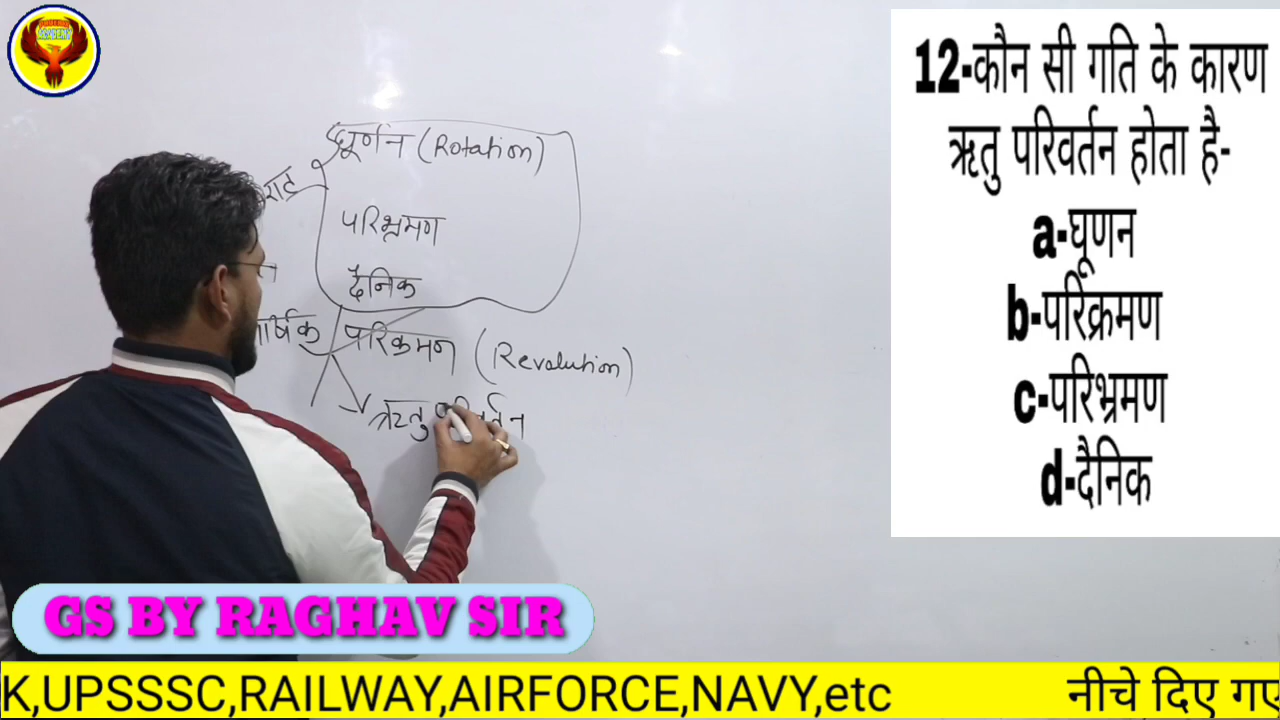 ACADEMY
घूर्णन (Rotation)
परिभ्रमण
दैनिक
परिक्रमण (Revolution)
ऋतु
12-कौन सी गति के कारण
ऋतु परिवर्तन होता है-
a-घूणन
b-परिक्रमण
c-परिभ्रमण
d-दैनिक
GS BY RAGHAV SIR
K,UPSSSC,RAILWAY,AIRFORCE,NAVY,etc नीचे दिए गए